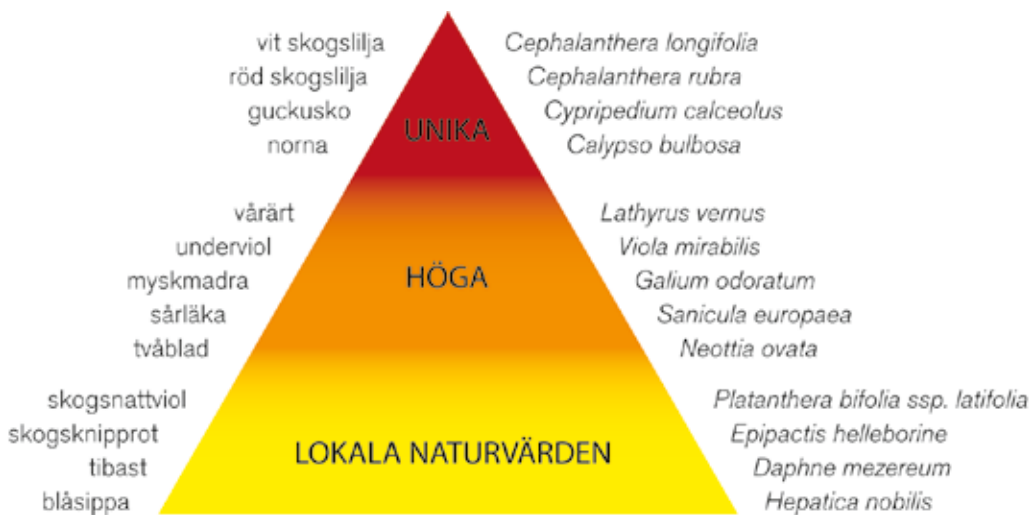 vit skogslilja Cephalanthera longifolia
röd skogslilja Cephalanthera rubra
guckusko Cypripedium calceolus
UNIKA
norna Calypso bulbosa
vårärt Lathyrus vernus
underviol Viola mirabilis
HÖGA
myskmadra Galium odoratum
sårläka Sanicula europaea
tvåblad Neottia ovata
skogsnattviol Platanthera bifolia ssp. latifolia
skogsknipprot Epipactis helleborine
LOKALA NATURVÄRDEN
tibast Daphne mezereum
blåsippa Hepatica nobilis